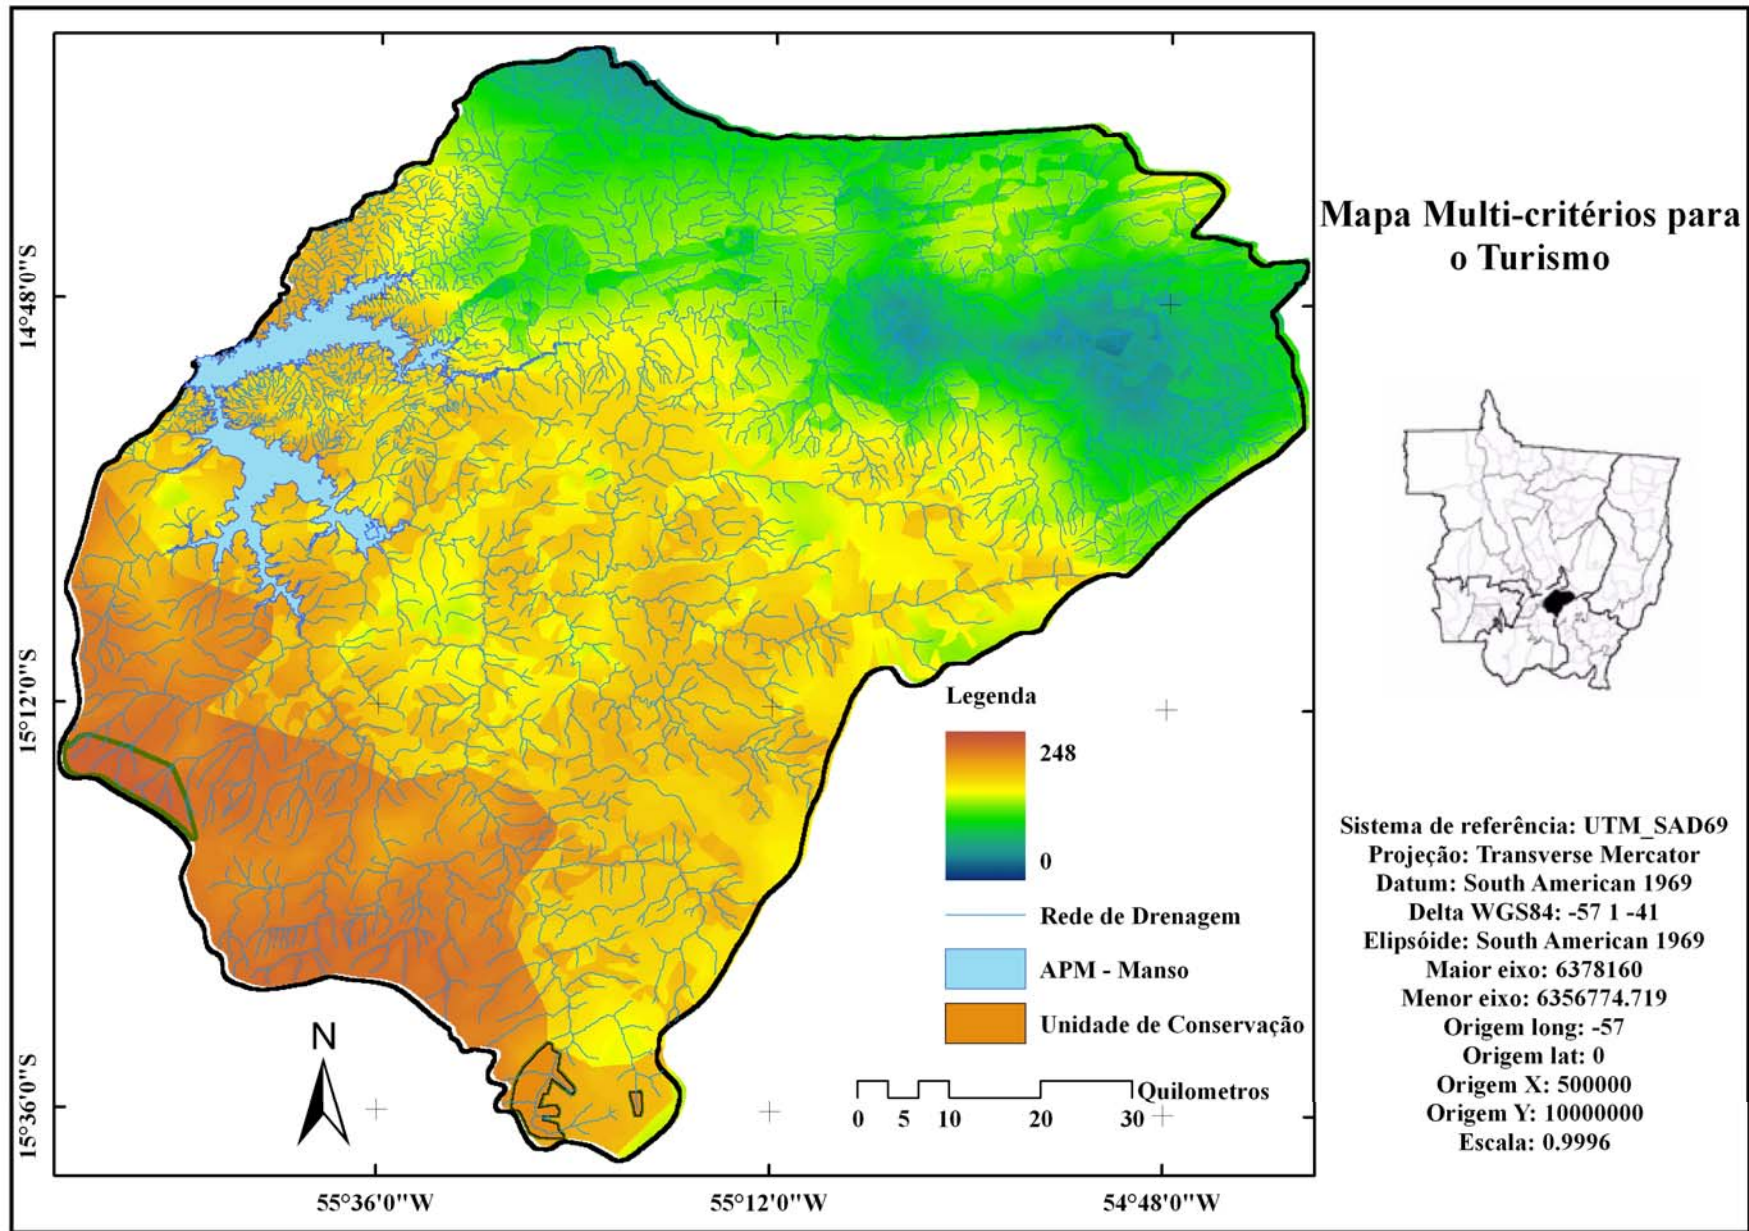 Mapa Multi-critérios para
o Turismo
14°48'0"S
15°12'0"S
15°36'0"S
55°36'0"W
55°12'0"W
54°48'0"W
N
Legenda
248
0
Rede de Drenagem
APM - Manso
Unidade de Conservação
Quilometros
0 5 10 20 30
Sistema de referência: UTM_SAD69
Projeção: Transverse Mercator
Datum: South American 1969
Delta WGS84: -57 1 -41
Elipsóide: South American 1969
Maior eixo: 6378160
Menor eixo: 6356774.719
Origem long: -57
Origem lat: 0
Origem X: 500000
Origem Y: 10000000
Escala: 0.9996